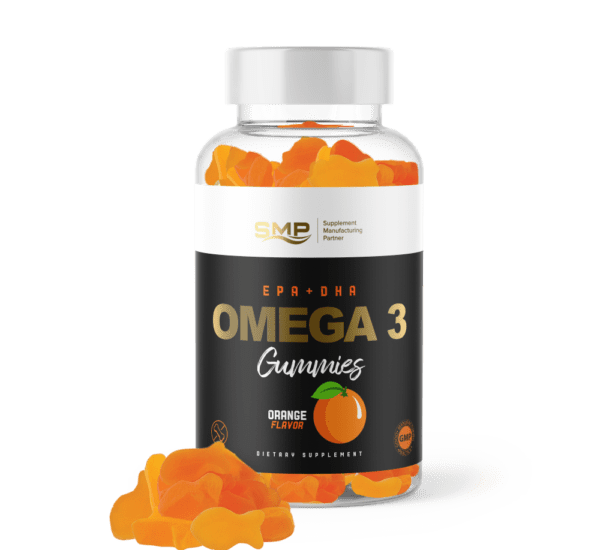 SMP
Supplement
Manufacturing
Partner
EPA + DHA
OMEGA 3
Gummies
ORANGE
FLAVOR
GMP
DIETARY SUPPLEMENT